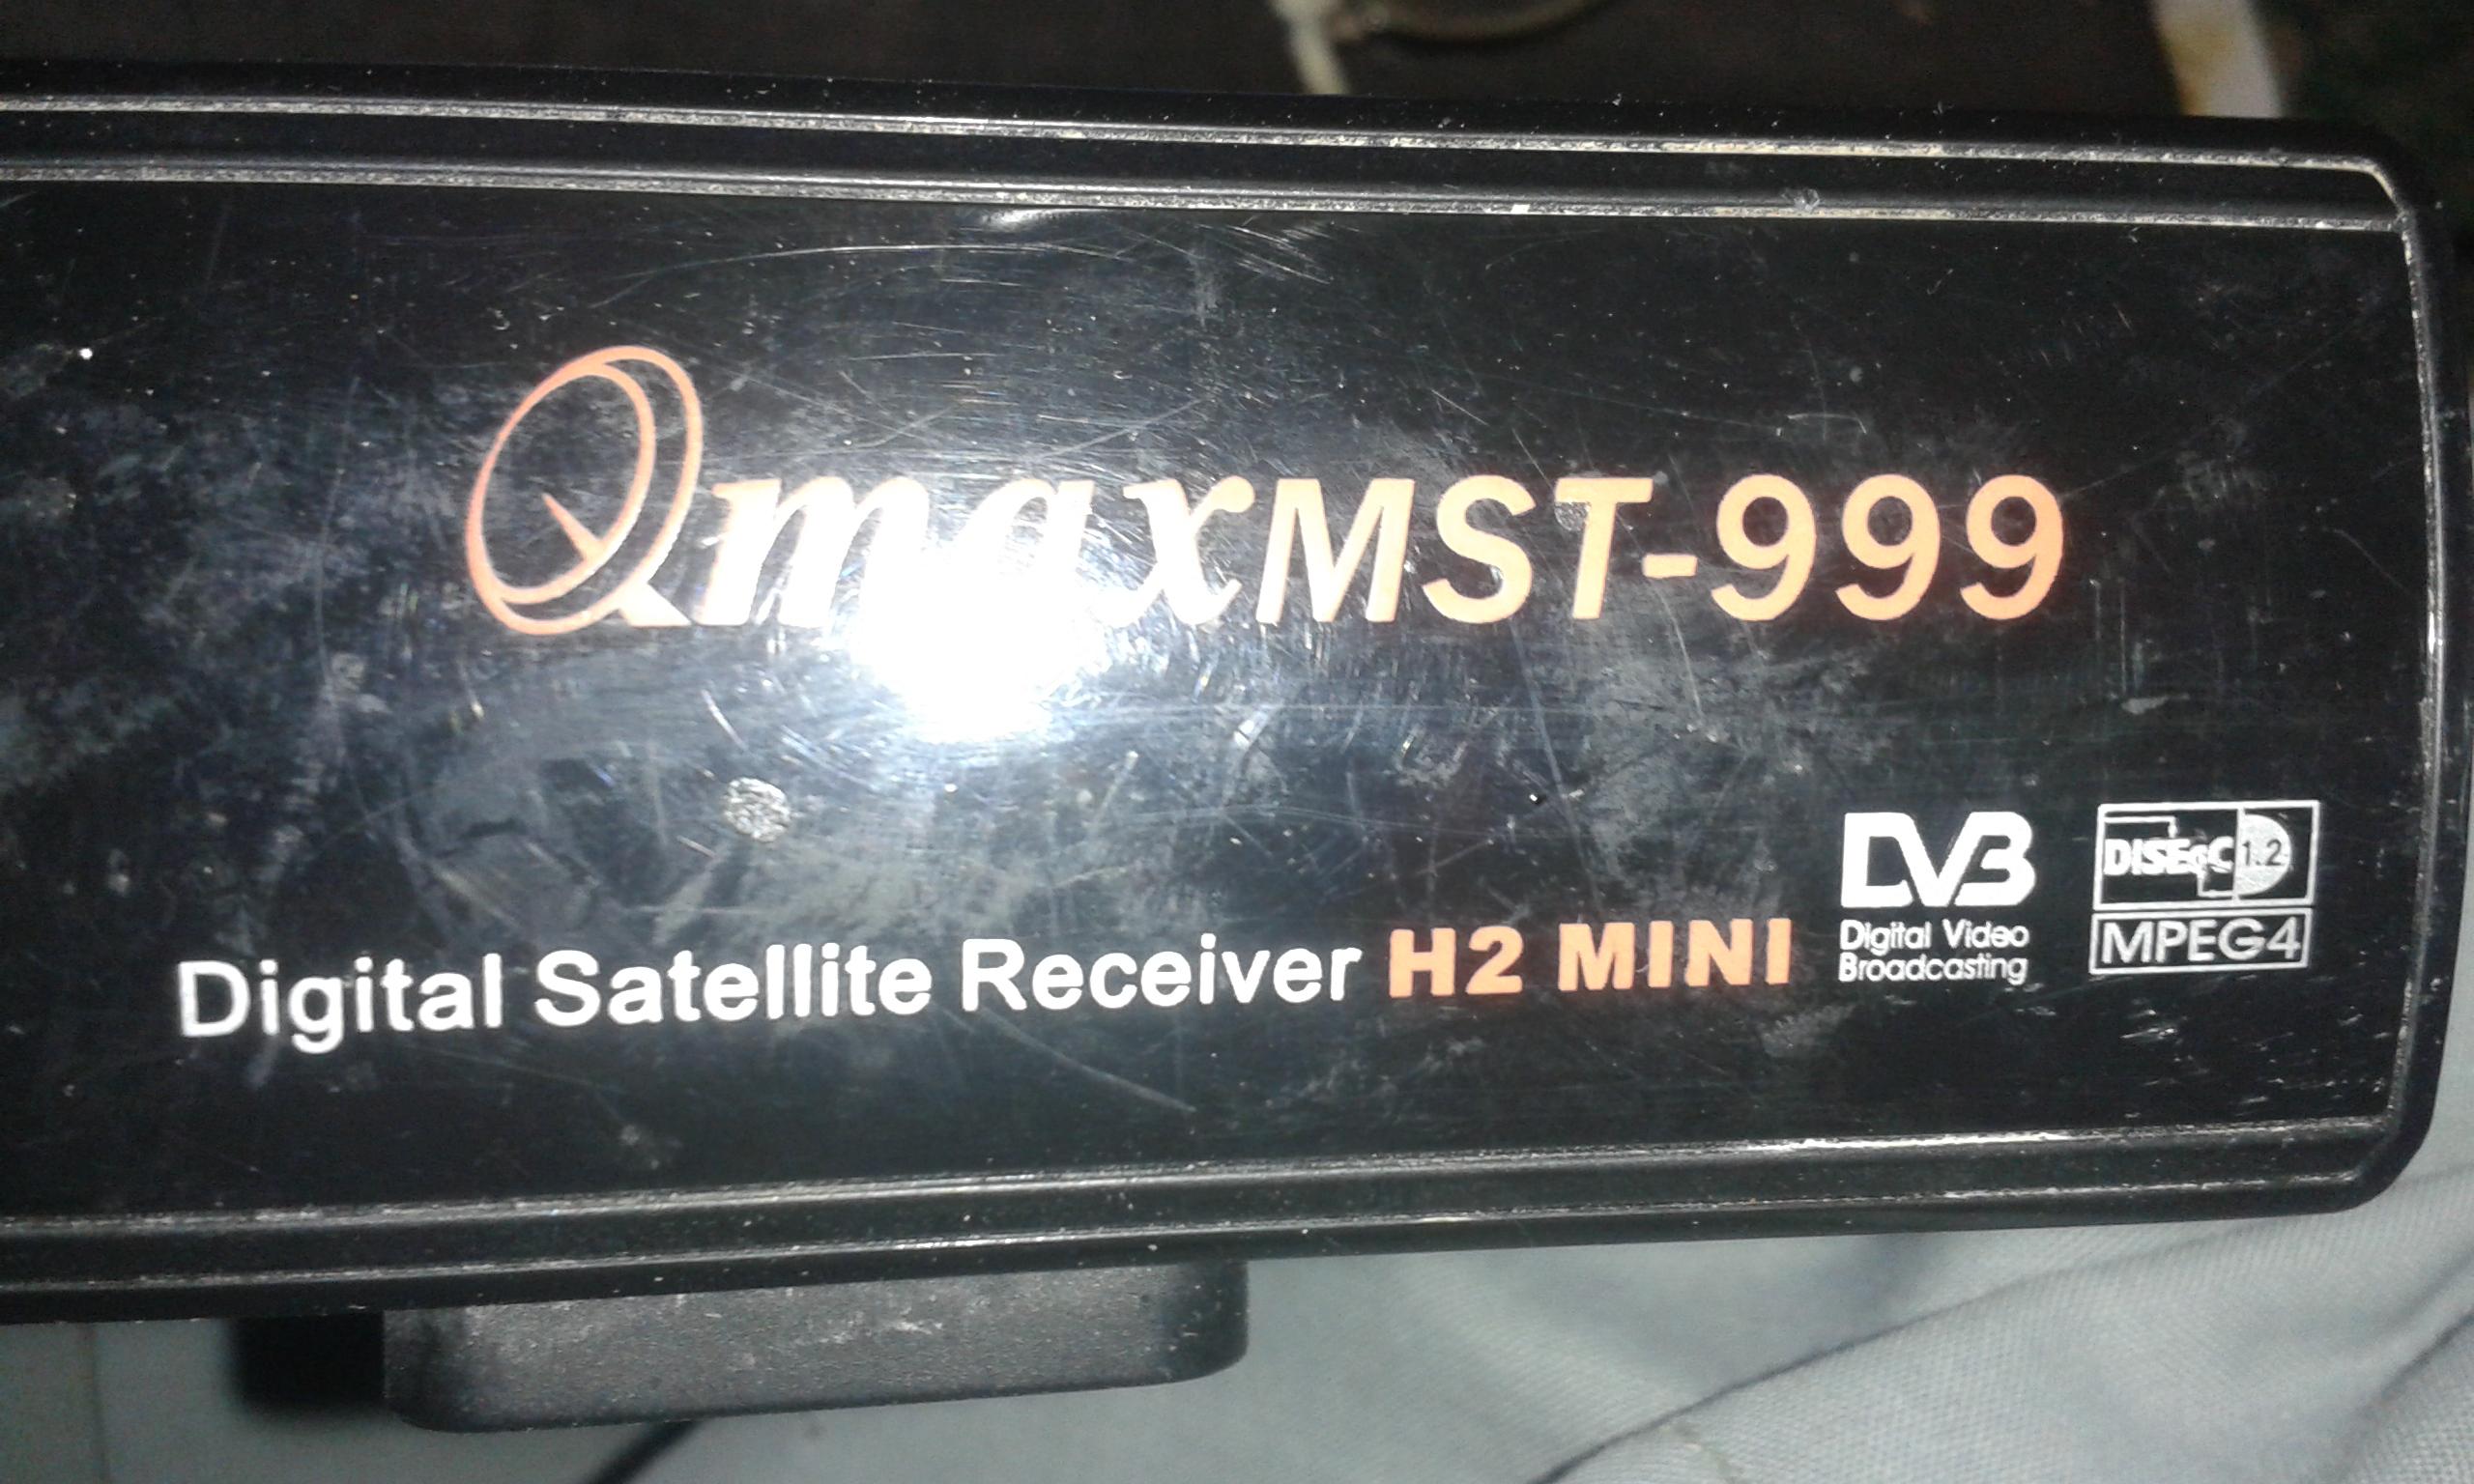 Qmax MST-999
Digital Satellite Receiver H2 MINI
DVB
Digital Video
Broadcasting
DiSEqC 1.2
MPEG4